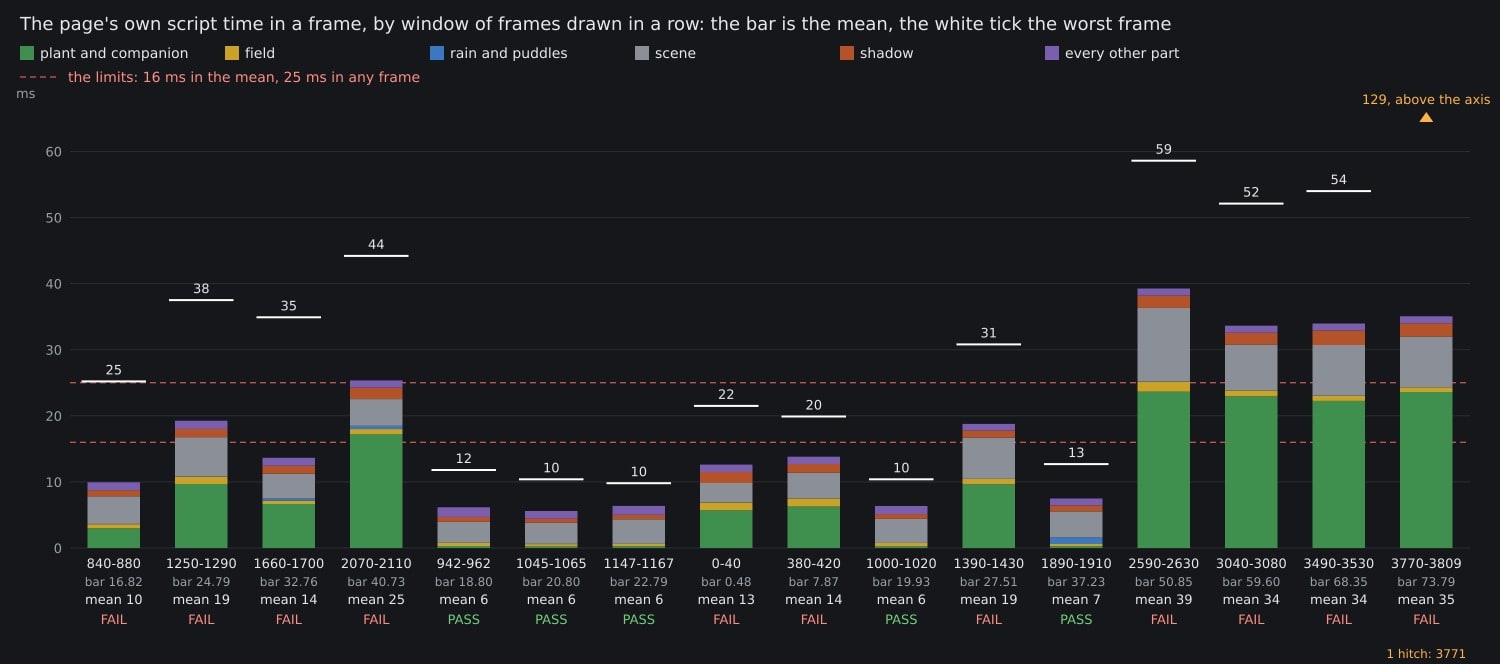 The page's own script time in a frame, by window of frames drawn in a row: the bar is the mean, the white tick the worst frame
plant and companion field rain and puddles scene shadow every other part
the limits: 16 ms in the mean, 25 ms in any frame
ms
129, above the axis
60
59
54
52
50
44
40
38
35
31
30
25
22
20
20
12
10
10
10
13
10
0
840-880 1250-1290 1660-1700 2070-2110 942-962 1045-1065 1147-1167 0-40 380-420 1000-1020 1390-1430 1890-1910 2590-2630 3040-3080 3490-3530 3770-3809
bar 16.82 bar 24.79 bar 32.76 bar 40.73 bar 18.80 bar 20.80 bar 22.79 bar 0.48 bar 7.87 bar 19.93 bar 27.51 bar 37.23 bar 50.85 bar 59.60 bar 68.35 bar 73.79
mean 10 mean 19 mean 14 mean 25 mean 6 mean 6 mean 6 mean 13 mean 14 mean 6 mean 19 mean 7 mean 39 mean 34 mean 34 mean 35
FAIL FAIL FAIL FAIL PASS PASS PASS FAIL FAIL PASS FAIL PASS FAIL FAIL FAIL FAIL
1 hitch: 3771